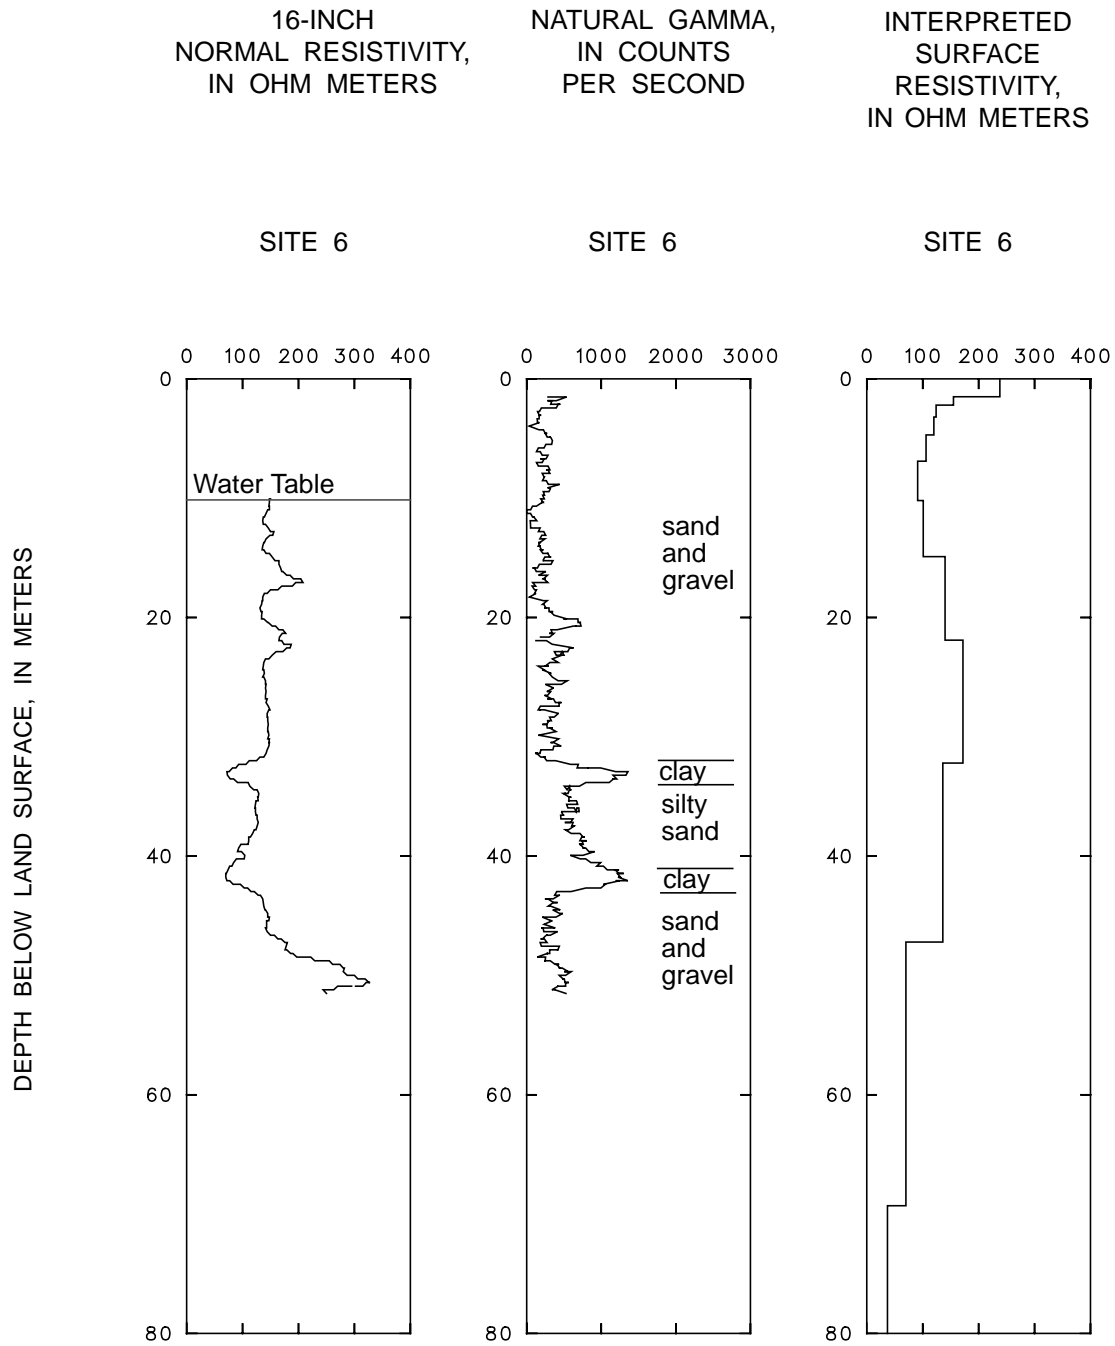 16-INCH
NORMAL RESISTIVITY,
IN OHM METERS
NATURAL GAMMA,
IN COUNTS
PER SECOND
INTERPRETED
SURFACE
RESISTIVITY,
IN OHM METERS
SITE 6
SITE 6
SITE 6
DEPTH BELOW LAND SURFACE, IN METERS
0 100 200 300 400
0
20
40
60
80
Water Table
0 1000 2000 3000
0
20
40
60
80
sand
and
gravel
clay
silty
sand
clay
sand
and
gravel
0 100 200 300 400
0
20
40
60
80